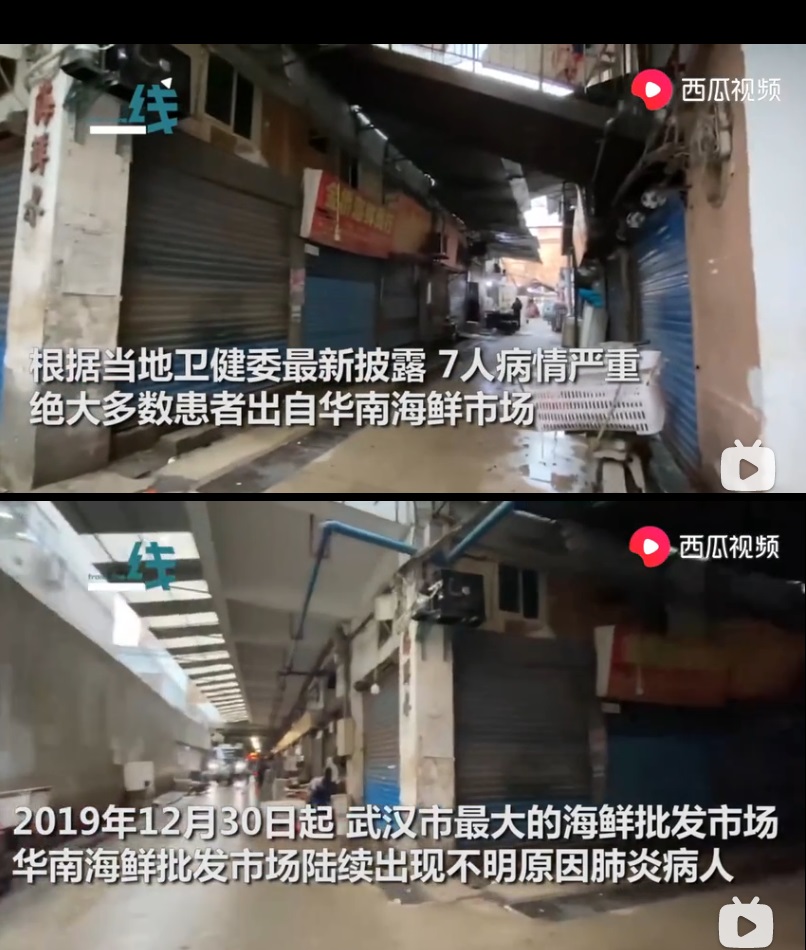 一线
西瓜视频
根据当地卫健委最新披露 7人病情严重
绝大多数患者出自华南海鲜市场
一线
西瓜视频
2019年12月30日起 武汉市最大的海鲜批发市场
华南海鲜批发市场陆续出现不明原因肺炎病人